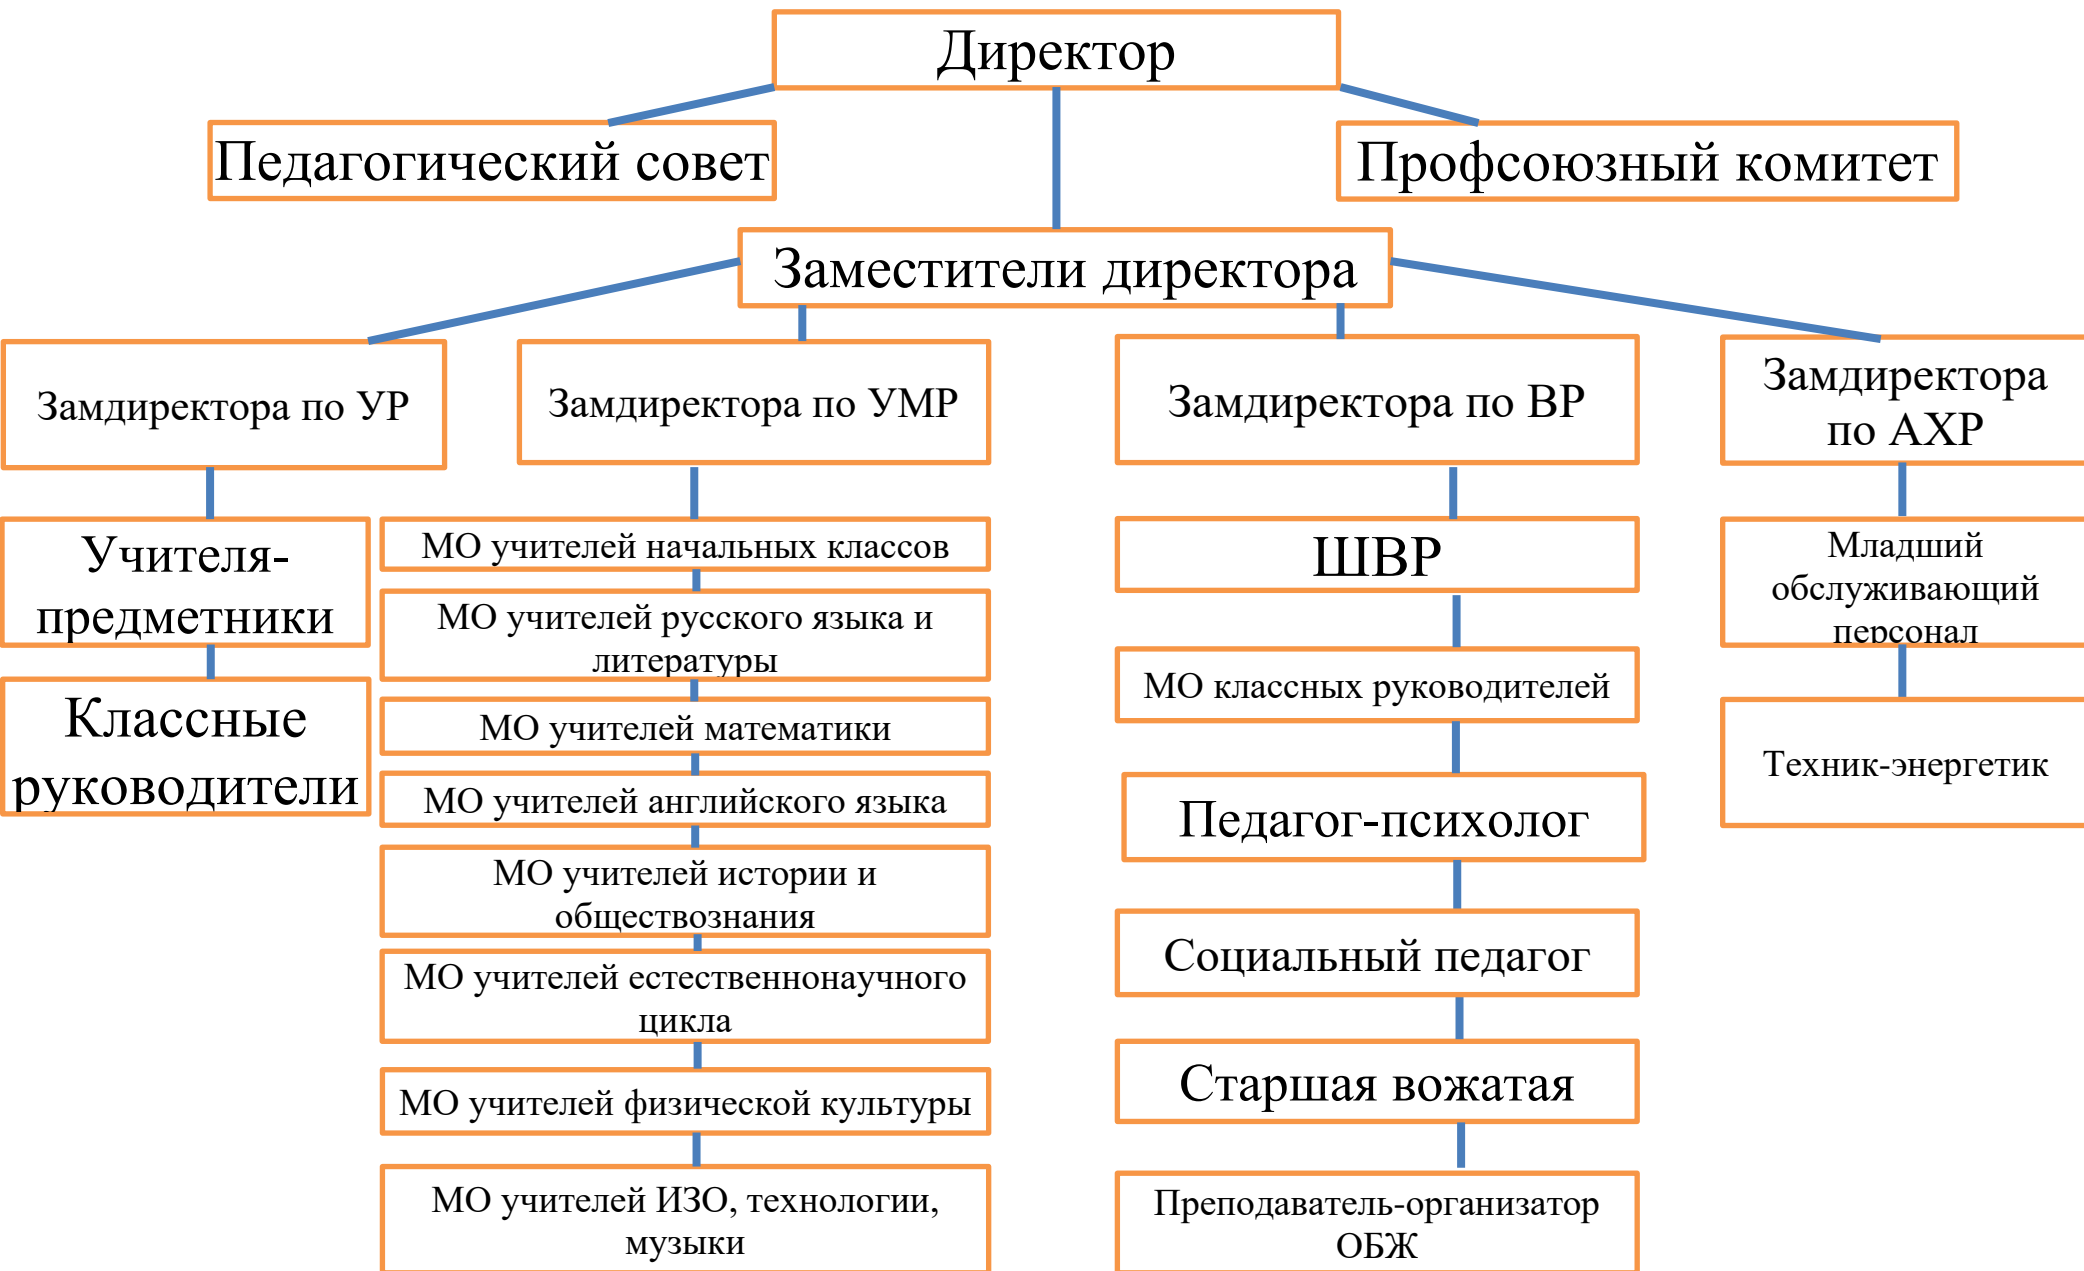 Директор
Педагогический совет
Профсоюзный комитет
Заместители директора
Замдиректора по УР
Замдиректора по УМР
Замдиректора по ВР
Замдиректора
по АХР
Учителя-
предметники
Классные
руководители
МО учителей начальных классов
МО учителей русского языка и
литературы
МО учителей математики
МО учителей английского языка
МО учителей истории и
обществознания
МО учителей естественнонаучного
цикла
МО учителей физической культуры
МО учителей ИЗО, технологии,
музыки
ШВР
МО классных руководителей
Педагог-психолог
Социальный педагог
Старшая вожатая
Преподаватель-организатор
ОБЖ
Младший
обслуживающий
персонал
Техник-энергетик